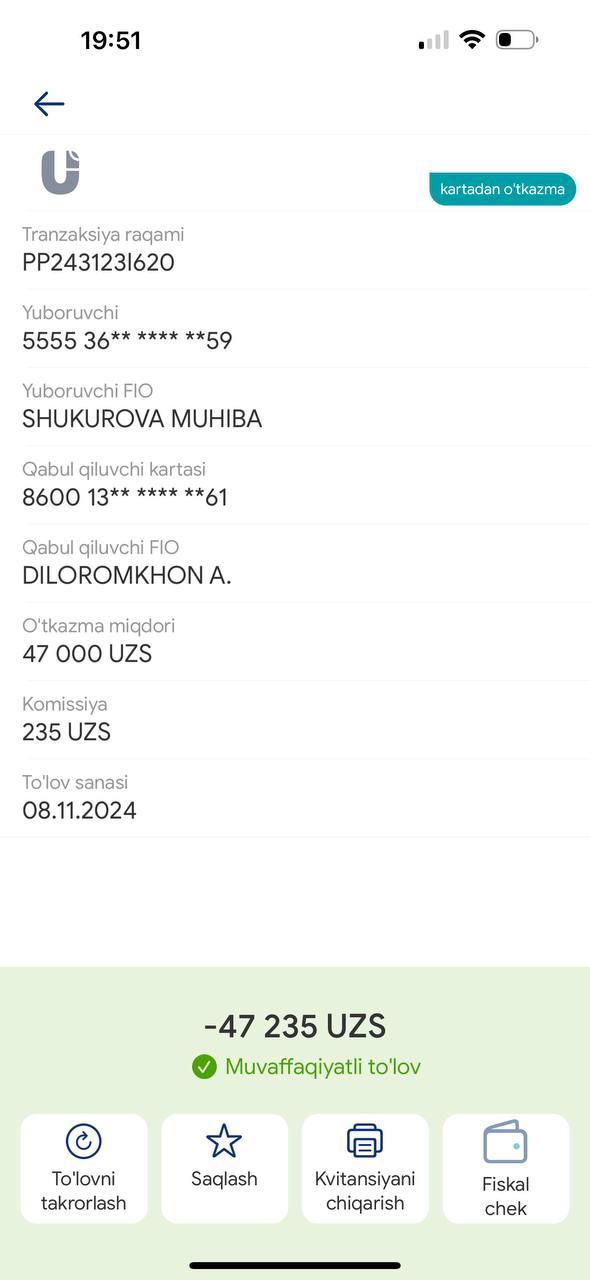 19:51
kartadan o'tkazma
Tranzaksiya raqami
PP243123I620
Yuboruvchi
5555 36** **** **59
Yuboruvchi FIO
SHUKUROVA MUHIBA
Qabul qiluvchi kartasi
8600 13** **** **61
Qabul qiluvchi FIO
DILOROMKHON A.
O'tkazma miqdori
47 000 UZS
Komissiya
235 UZS
To'lov sanasi
08.11.2024
-47 235 UZS
Muvaffaqiyatli to'lov
To'lovni
takrorlash
Saqlash
Kvitansiyani
chiqarish
Fiskal
chek